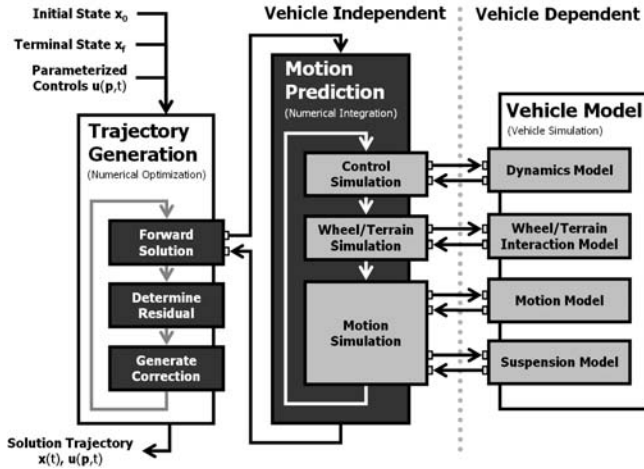 Initial State x₀
Terminal State x_f
Parameterized
Controls u(p,t)
Vehicle Independent
Vehicle Dependent
Trajectory
Generation
(Numerical Optimization)
Forward
Solution
Determine
Residual
Generate
Correction
Solution Trajectory
x(t), u(p,t)
Motion
Prediction
(Numerical Integration)
Control
Simulation
Wheel/Terrain
Simulation
Motion
Simulation
Vehicle Model
(Vehicle Simulation)
Dynamics Model
Wheel/Terrain
Interaction Model
Motion Model
Suspension Model